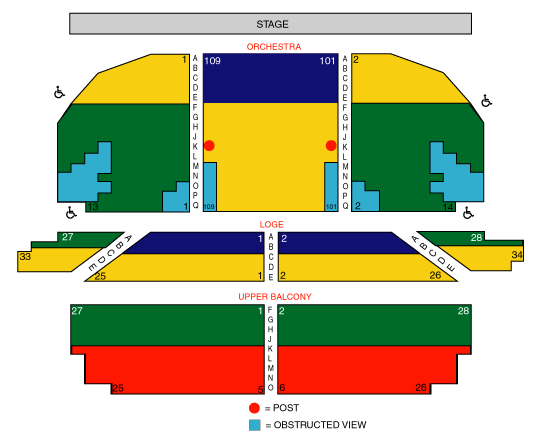 STAGE
ORCHESTRA
1
109
101
2
A
B
C
D
E
F
G
H
J
K
L
M
N
O
P
Q
A
B
C
D
E
F
G
H
J
K
L
M
N
O
P
Q
13
1
109
101
2
14
LOGE
27
33
A
B
C
D
E
25
1
1
A
B
C
D
E
2
2
26
A
B
C
D
E
28
34
UPPER BALCONY
27
1
F
G
H
J
K
L
M
N
O
2
28
25
5
6
26
= POST
= OBSTRUCTED VIEW